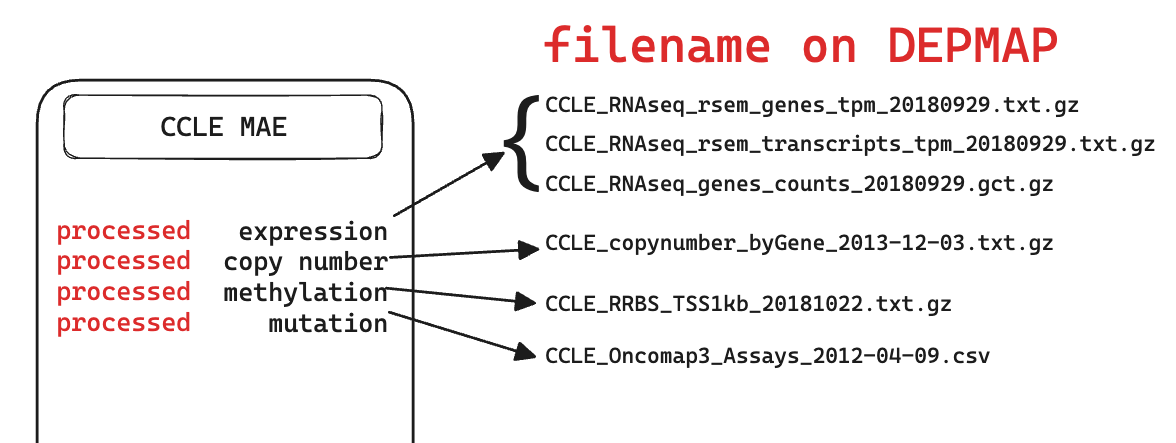 filename on DEPMAP
CCLE MAE
CCLE_RNAseq_rsem_genes_tpm_20180929.txt.gz
CCLE_RNAseq_rsem_transcripts_tpm_20180929.txt.gz
CCLE_RNAseq_genes_counts_20180929.gct.gz
processed expression
processed copy number
processed methylation
processed mutation
CCLE_copynumber_byGene_2013-12-03.txt.gz
CCLE_RRBS_TSS1kb_20181022.txt.gz
CCLE_Oncomap3_Assays_2012-04-09.csv